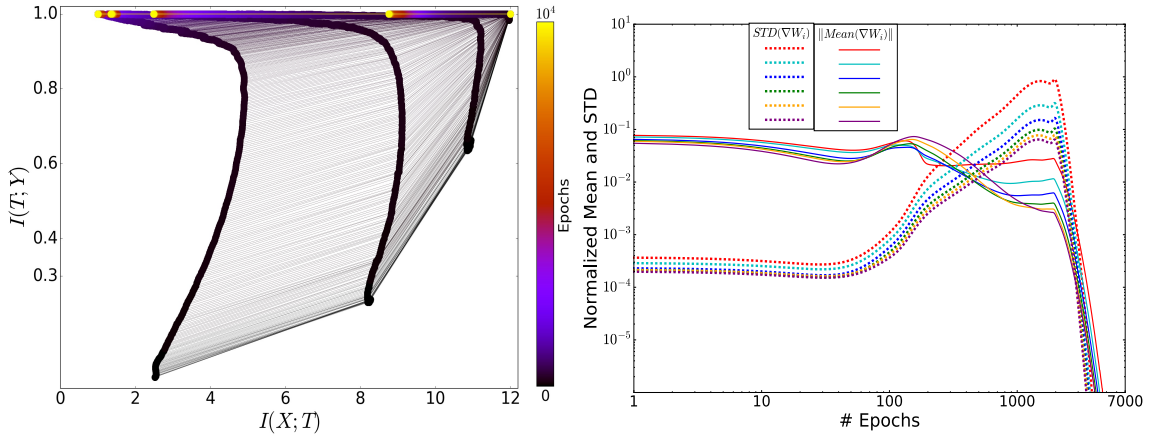 1.0
0.8
0.6
0.4
0.3
I(T; Y)
0 2 4 6 8 10 12
I(X; T)
10^4
Epochs
0
STD(∇W_i) ‖Mean(∇W_i)‖
10^1
10^0
10^-1
10^-2
10^-3
10^-4
10^-5
Normalized Mean and STD
1 10 100 1000 7000
# Epochs